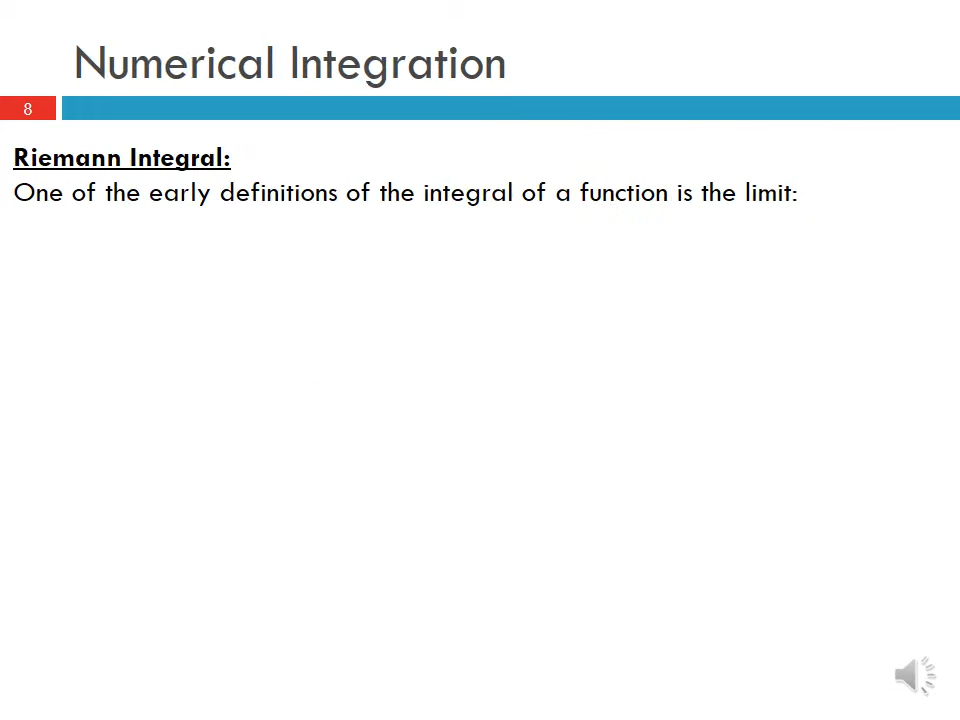 Numerical Integration
8
Riemann Integral:
One of the early definitions of the integral of a function is the limit: